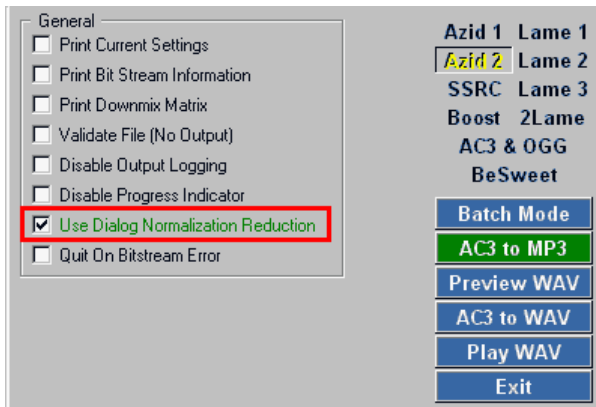 General
Print Current Settings
Print Bit Stream Information
Print Downmix Matrix
Validate File (No Output)
Disable Output Logging
Disable Progress Indicator
Use Dialog Normalization Reduction
Quit On Bitstream Error
Azid 1 Lame 1
Azid 2 Lame 2
SSRC Lame 3
Boost 2Lame
AC3 & OGG
BeSweet
Batch Mode
AC3 to MP3
Preview WAV
AC3 to WAV
Play WAV
Exit